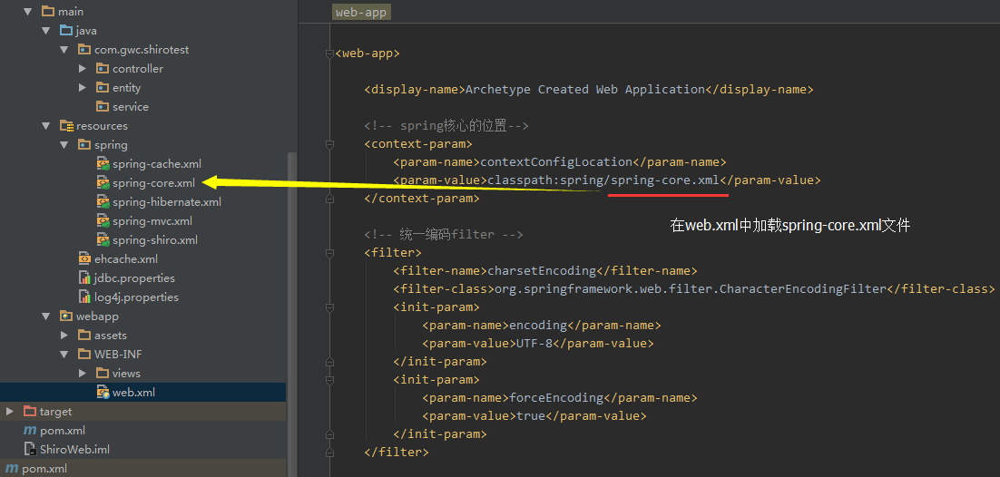 main
java
com.gwc.shirotest
controller
entity
service
resources
spring
spring-cache.xml
spring-core.xml
spring-hibernate.xml
spring-mvc.xml
spring-shiro.xml
ehcache.xml
jdbc.properties
log4j.properties
webapp
assets
WEB-INF
views
web.xml
target
pom.xml
ShiroWeb.iml
pom.xml
web-app
<web-app>
<display-name>Archetype Created Web Application</display-name>
<!-- spring核心的位置-->
<context-param>
<param-name>contextConfigLocation</param-name>
<param-value>classpath:spring/spring-core.xml</param-value>
</context-param>
在web.xml中加载spring-core.xml文件
<!-- 统一编码filter -->
<filter>
<filter-name>charsetEncoding</filter-name>
<filter-class>org.springframework.web.filter.CharacterEncodingFilter</filter-class>
<init-param>
<param-name>encoding</param-name>
<param-value>UTF-8</param-value>
</init-param>
<init-param>
<param-name>forceEncoding</param-name>
<param-value>true</param-value>
</init-param>
</filter>